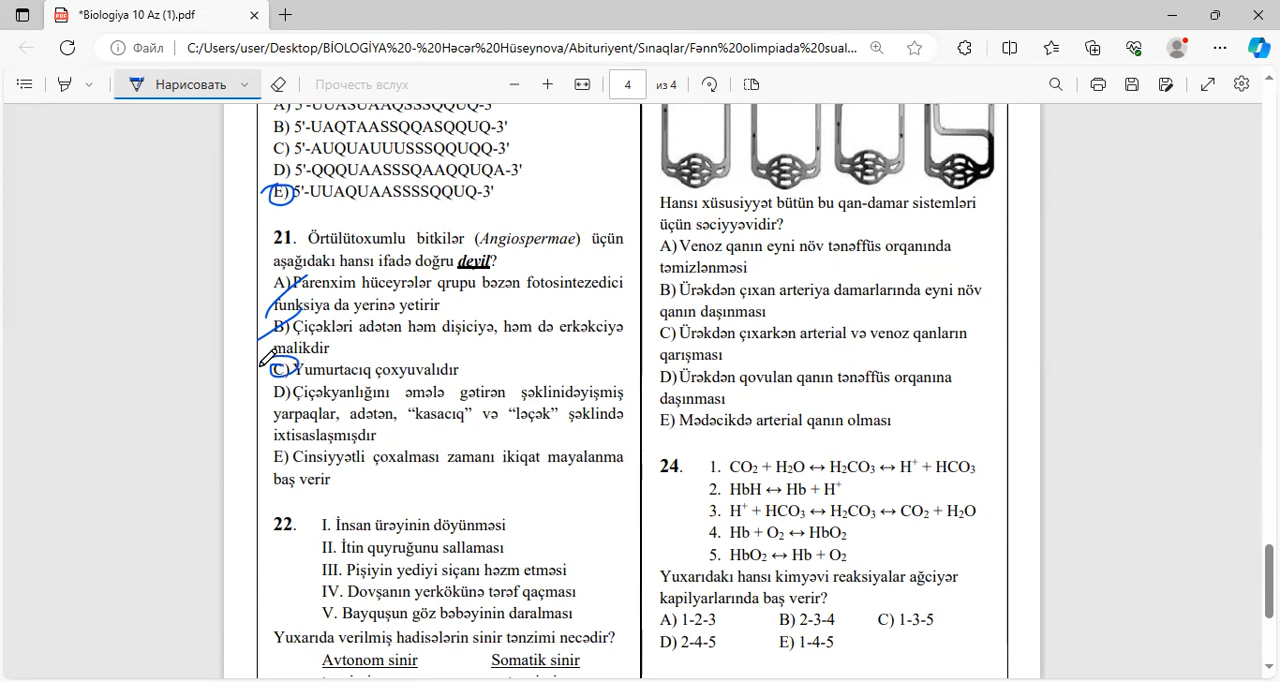 *Biologiya 10 Az (1).pdf
Файл
C:/Users/user/Desktop/BİOLOGİYA%20-%20Həcər%20Hüseynova/Abituriyent/Sınaqlar/Fənn%20olimpiada%20sual...
Нарисовать
Прочесть вслух
4
из 4
B) 5'-UAQTAASSQQASQQUQ-3'
C) 5'-AUQUAUUUSSSQQUQQ-3'
D) 5'-QQQUAASSSQAAQQUQA-3'
E) 5'-UUAQUAASSSSQQUQ-3'
21. Örtülütoxumlu bitkilər (Angiospermae) üçün
aşağıdakı hansı ifadə doğru deyil?
A) Parenxim hüceyrələr qrupu bəzən fotosintezedici
funksiya da yerinə yetirir
B) Çiçəkləri adətən həm dişiciyə, həm də erkəkciyə
malikdir
C) Yumurtacıq çoxyuvalıdır
D) Çiçəkyanlığını əmələ gətirən şəklinidəyişmiş
yarpaqlar, adətən, “kasacıq” və “ləçək” şəklində
ixtisaslaşmışdır
E) Cinsiyyətli çoxalması zamanı ikiqat mayalanma
baş verir
22. I. İnsan ürəyinin döyünməsi
II. İtin quyruğunu sallaması
III. Pişiyin yediyi siçanı həzm etməsi
IV. Dovşanın yerkökünə tərəf qaçması
V. Bayquşun göz bəbəyinin daralması
Yuxarıda verilmiş hadisələrin sinir tənzimi necədir?
Avtonom sinir Somatik sinir
Hansı xüsusiyyət bütün bu qan-damar sistemləri
üçün səciyyəvidir?
A) Venoz qanın eyni növ tənəffüs orqanında
təmizlənməsi
B) Ürəkdən çıxan arteriya damarlarında eyni növ
qanın daşınması
C) Ürəkdən çıxarkən arterial və venoz qanların
qarışması
D) Ürəkdən qovulan qanın tənəffüs orqanına
daşınması
E) Mədəcikdə arterial qanın olması
24. 1. CO₂ + H₂O ↔ H₂CO₃ ↔ H⁺ + HCO₃
2. HbH ↔ Hb + H⁺
3. H⁺ + HCO₃ ↔ H₂CO₃ ↔ CO₂ + H₂O
4. Hb + O₂ ↔ HbO₂
5. HbO₂ ↔ Hb + O₂
Yuxarıdakı hansı kimyəvi reaksiyalar ağciyər
kapilyarlarında baş verir?
A) 1-2-3 B) 2-3-4 C) 1-3-5
D) 2-4-5 E) 1-4-5